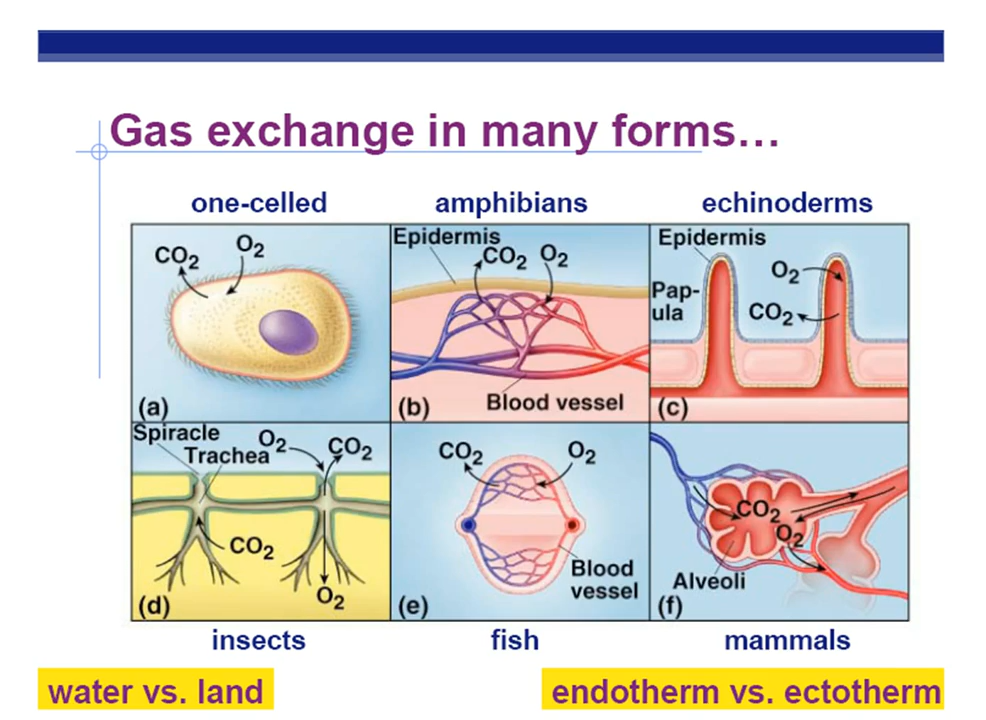 Gas exchange in many forms...
one-celled
amphibians
echinoderms
CO2
O2
(a)
Epidermis
CO2
O2
Blood vessel
(b)
Epidermis
Pap-
ula
O2
CO2
(c)
Spiracle
Trachea
O2
CO2
CO2
O2
(d)
CO2
O2
Blood
vessel
(e)
CO2
O2
Alveoli
(f)
insects
fish
mammals
water vs. land
endotherm vs. ectotherm